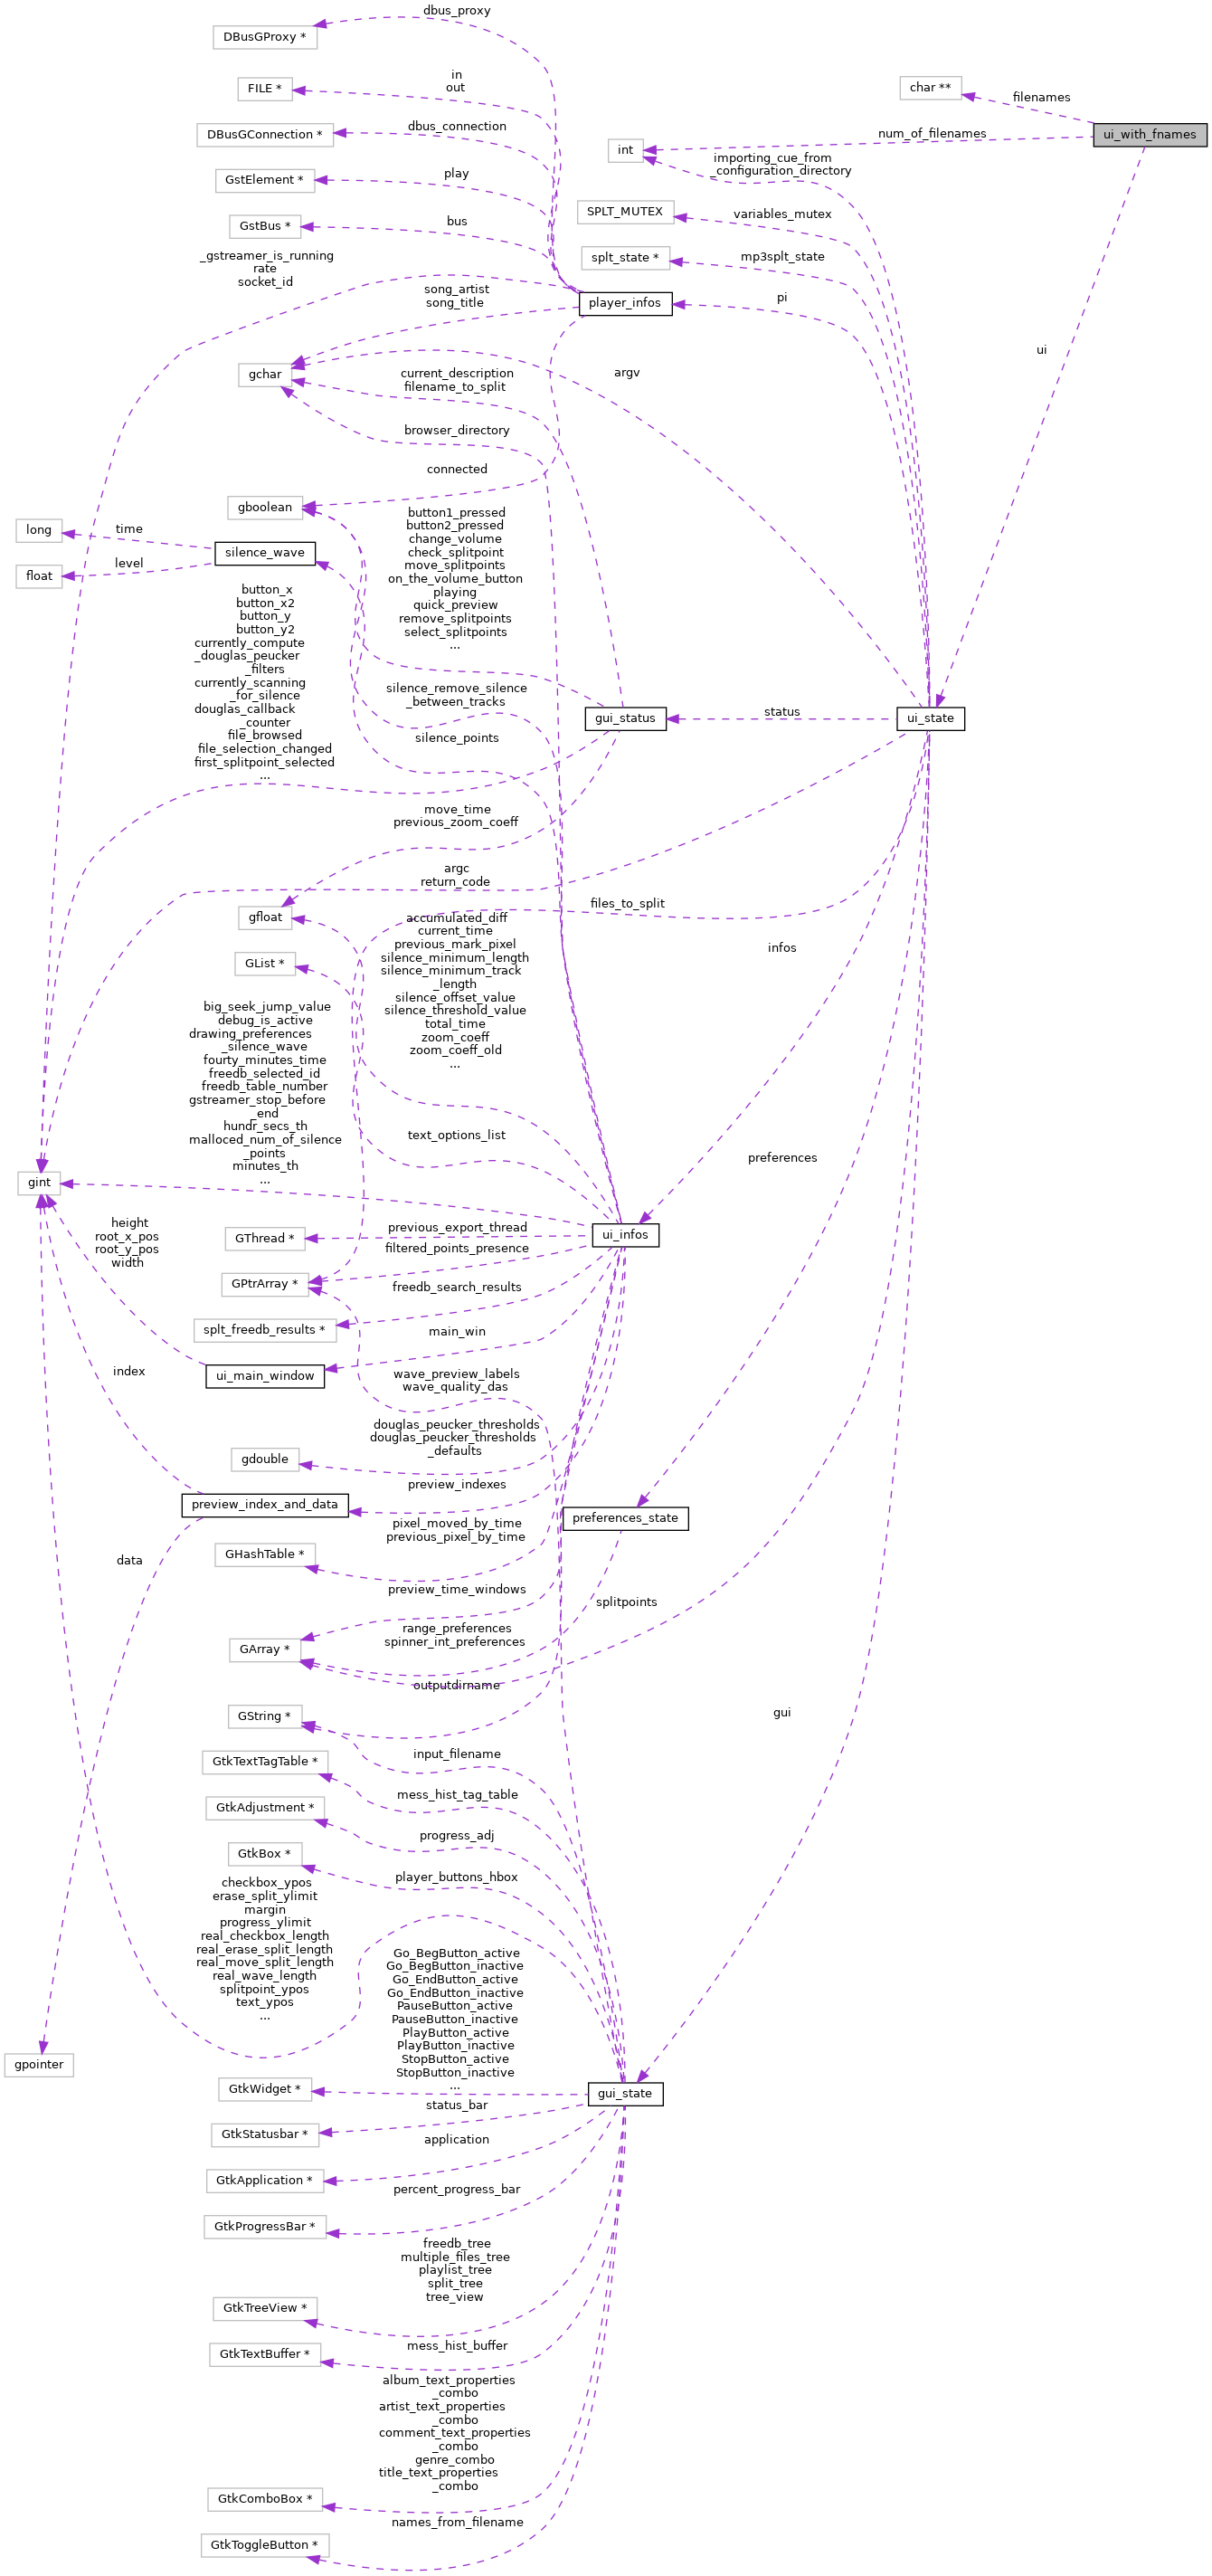 dbus_proxy
DBusGProxy *
in
out
FILE *
char **
filenames
dbus_connection
DBusGConnection *
num_of_filenames
ui_with_fnames
int
importing_cue_from
_configuration_directory
play
GstElement *
SPLT_MUTEX
variables_mutex
bus
GstBus *
_gstreamer_is_running
rate
socket_id
splt_state *
mp3splt_state
song_artist
song_title
player_infos
pi
ui
gchar
current_description
filename_to_split
argv
browser_directory
connected
gboolean
long
time
silence_wave
float
level
button1_pressed
button2_pressed
change_volume
check_splitpoint
move_splitpoints
on_the_volume_button
playing
quick_preview
remove_splitpoints
select_splitpoints
...
button_x
button_x2
button_y
button_y2
currently_compute
_douglas_peucker
_filters
currently_scanning
_for_silence
douglas_callback
_counter
file_browsed
file_selection_changed
first_splitpoint_selected
...
silence_remove_silence
_between_tracks
silence_points
gui_status
status
ui_state
move_time
previous_zoom_coeff
argc
return_code
gfloat
files_to_split
infos
GList *
accumulated_diff
current_time
previous_mark_pixel
silence_minimum_length
silence_minimum_track
_length
silence_offset_value
silence_threshold_value
total_time
zoom_coeff
zoom_coeff_old
...
big_seek_jump_value
debug_is_active
drawing_preferences
_silence_wave
fourty_minutes_time
freedb_selected_id
freedb_table_number
gstreamer_stop_before
_end
hundr_secs_th
malloced_num_of_silence
_points
minutes_th
...
text_options_list
preferences
gint
height
root_x_pos
root_y_pos
width
GThread *
previous_export_thread
ui_infos
filtered_points_presence
GPtrArray *
freedb_search_results
splt_freedb_results *
main_win
index
ui_main_window
wave_preview_labels
wave_quality_das
douglas_peucker_thresholds
douglas_peucker_thresholds
_defaults
gdouble
preview_indexes
preview_index_and_data
preferences_state
pixel_moved_by_time
previous_pixel_by_time
data
GHashTable *
preview_time_windows
splitpoints
range_preferences
spinner_int_preferences
GArray *
outputdirname
GString *
gui
input_filename
GtkTextTagTable *
mess_hist_tag_table
GtkAdjustment *
progress_adj
GtkBox *
player_buttons_hbox
checkbox_ypos
erase_split_ylimit
margin
progress_ylimit
real_checkbox_length
real_erase_split_length
real_move_split_length
real_wave_length
splitpoint_ypos
text_ypos
...
Go_BegButton_active
Go_BegButton_inactive
Go_EndButton_active
Go_EndButton_inactive
PauseButton_active
PauseButton_inactive
PlayButton_active
PlayButton_inactive
StopButton_active
StopButton_inactive
...
gpointer
GtkWidget *
gui_state
status_bar
GtkStatusbar *
application
GtkApplication *
percent_progress_bar
GtkProgressBar *
freedb_tree
multiple_files_tree
playlist_tree
split_tree
tree_view
GtkTreeView *
mess_hist_buffer
GtkTextBuffer *
album_text_properties
_combo
artist_text_properties
_combo
comment_text_properties
_combo
genre_combo
title_text_properties
_combo
GtkComboBox *
names_from_filename
GtkToggleButton *